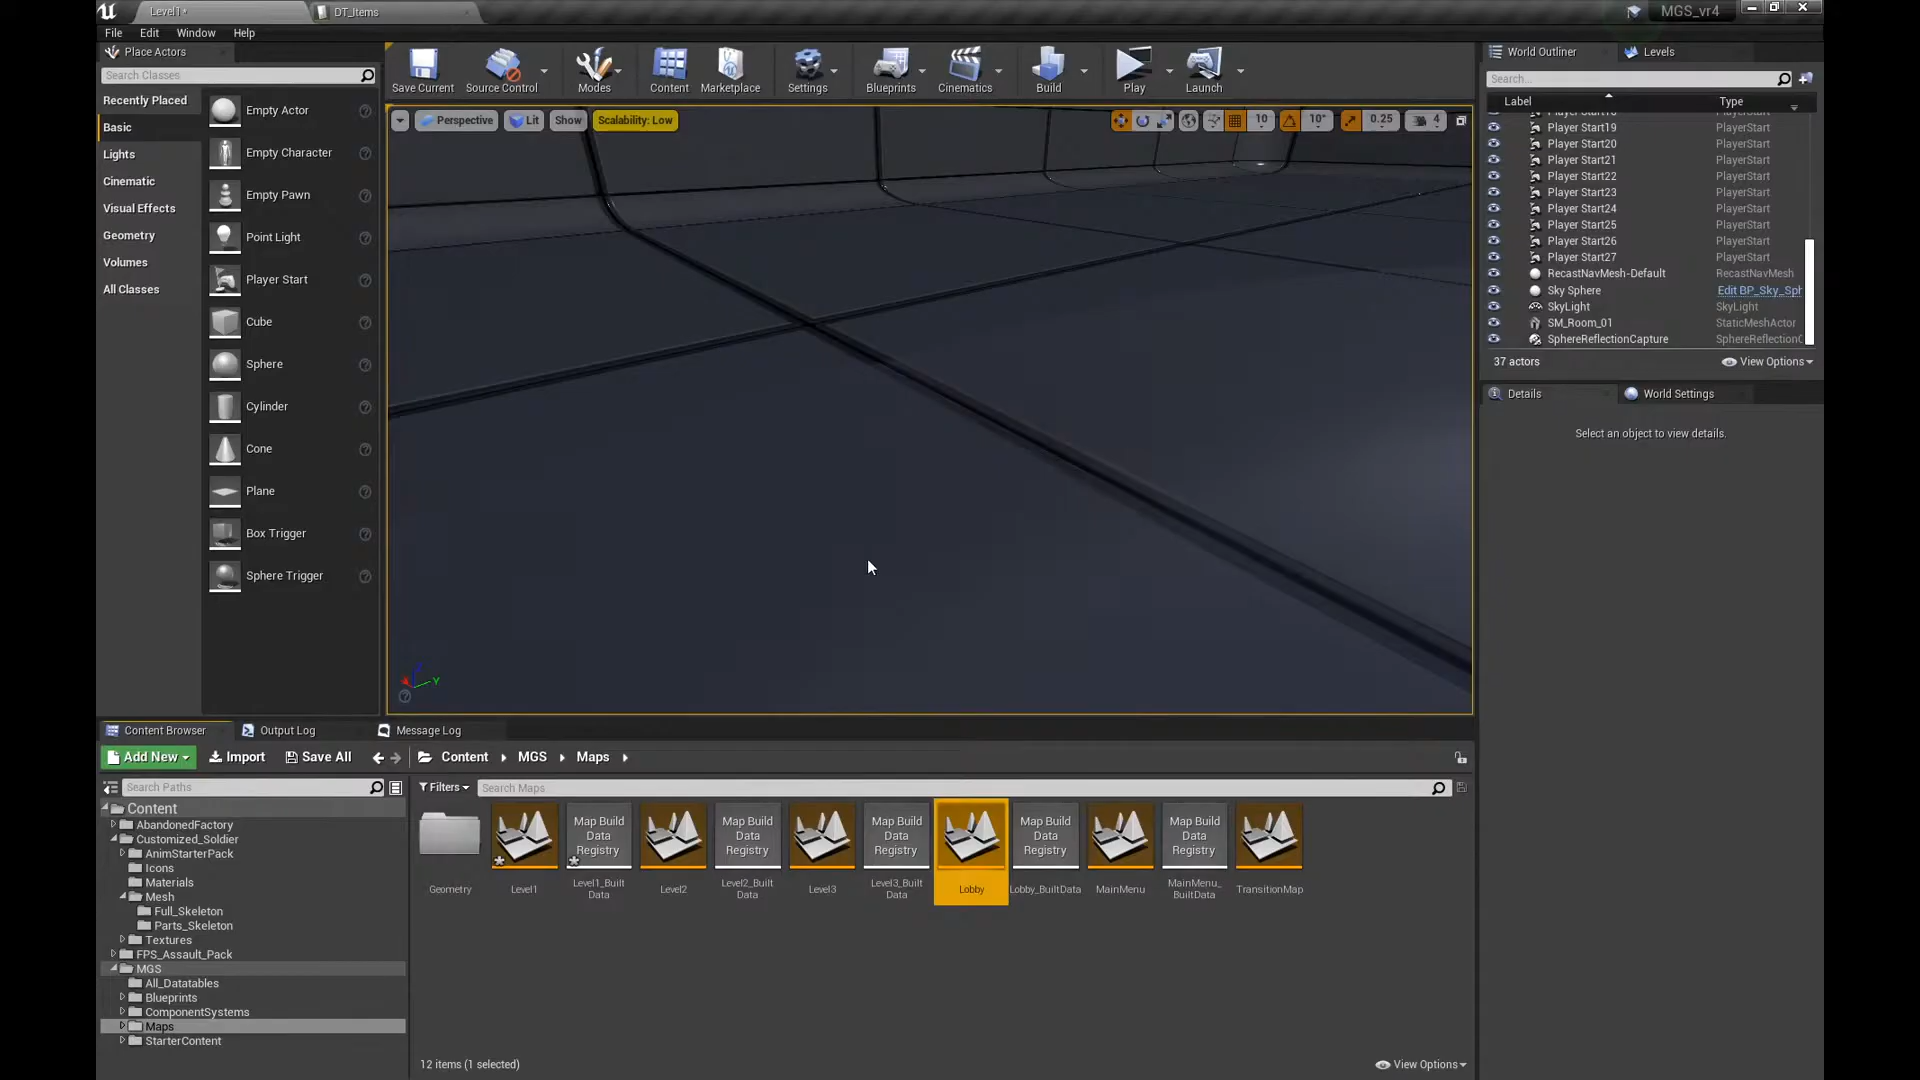 Level1*
DT_Items
MGS_vr4
File
Edit
Window
Help
Place Actors
Search Classes
Recently Placed
Basic
Lights
Cinematic
Visual Effects
Geometry
Volumes
All Classes
Empty Actor
Empty Character
Empty Pawn
Point Light
Player Start
Cube
Sphere
Cylinder
Cone
Plane
Box Trigger
Sphere Trigger
Save Current
Source Control
Modes
Content
Marketplace
Settings
Blueprints
Cinematics
Build
Play
Launch
Perspective
Lit
Show
Scalability: Low
10
10°
0.25
4
Y
World Outliner
Levels
Search...
Label
Type
Player Start19 PlayerStart
Player Start20 PlayerStart
Player Start21 PlayerStart
Player Start22 PlayerStart
Player Start23 PlayerStart
Player Start24 PlayerStart
Player Start25 PlayerStart
Player Start26 PlayerStart
Player Start27 PlayerStart
RecastNavMesh-Default RecastNavMesh
Sky Sphere Edit BP_Sky_Sph
SkyLight SkyLight
SM_Room_01 StaticMeshActor
SphereReflectionCapture SphereReflectionC
37 actors
View Options
Details
World Settings
Select an object to view details.
Content Browser
Output Log
Message Log
Add New
Import
Save All
Content
MGS
Maps
Search Paths
Filters
Search Maps
Content
AbandonedFactory
Customized_Soldier
AnimStarterPack
Icons
Materials
Mesh
Full_Skeleton
Parts_Skeleton
Textures
FPS_Assault_Pack
MGS
All_Datatables
Blueprints
ComponentSystems
Maps
StarterContent
Geometry
Level1
Map Build
Data
Registry
Level1_Built
Data
Level2
Map Build
Data
Registry
Level2_Built
Data
Level3
Map Build
Data
Registry
Level3_Built
Data
Lobby
Map Build
Data
Registry
Lobby_BuiltData
MainMenu
Map Build
Data
Registry
MainMenu_
BuiltData
TransitionMap
12 items (1 selected)
View Options